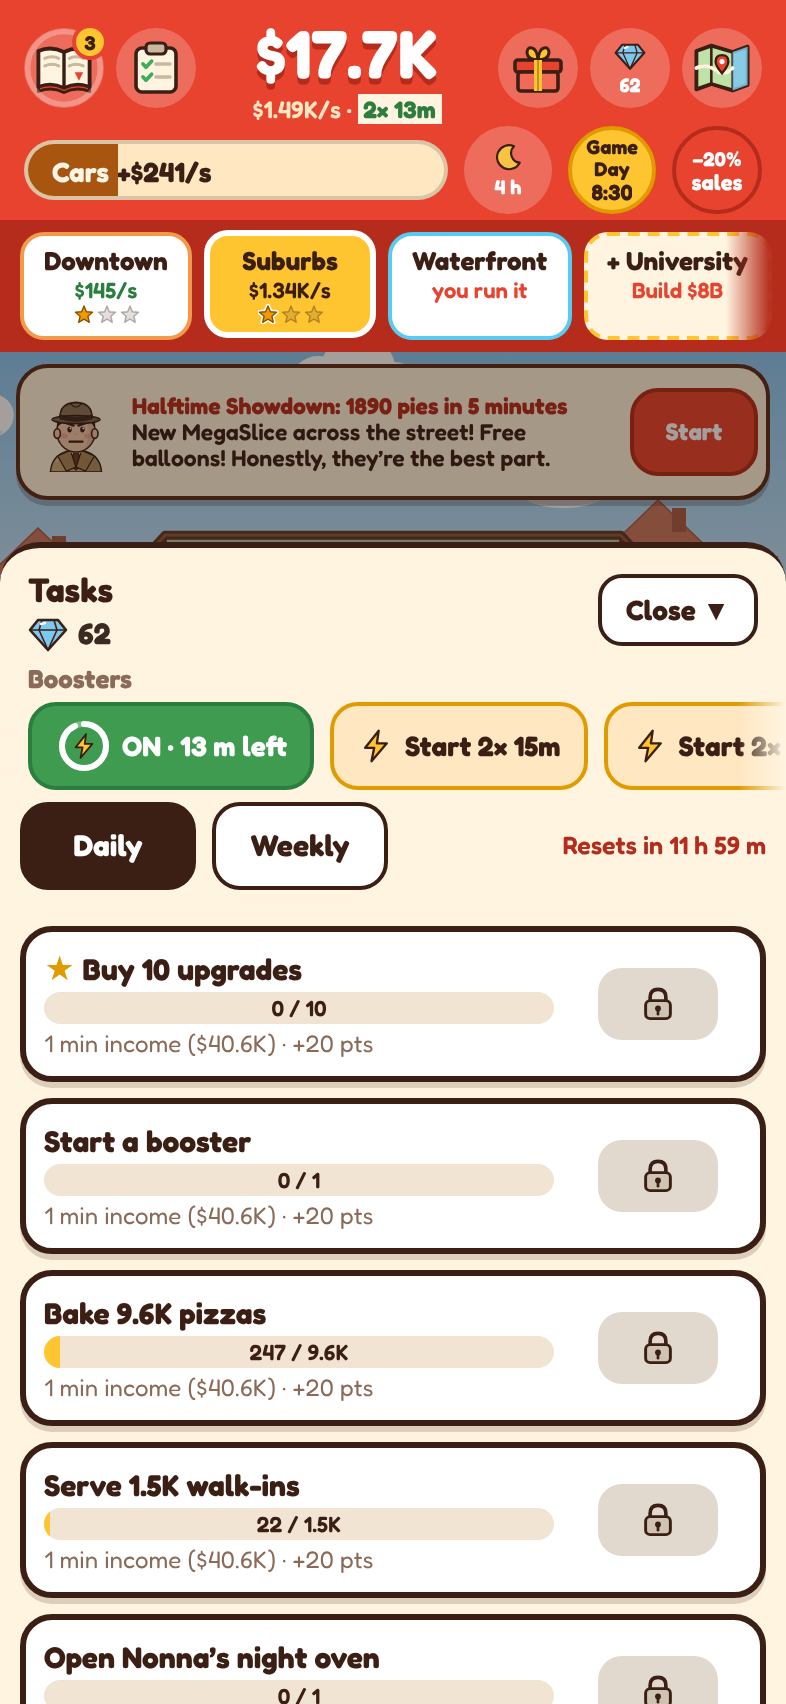 3
$17.7K
$1.49K/s · 2x 13m
62
Cars +$241/s
4 h
Game
Day
8:30
−20%
sales
Downtown
$145/s
Suburbs
$1.34K/s
Waterfront
you run it
+ University
Build $8B
Halftime Showdown: 1890 pies in 5 minutes
New MegaSlice across the street! Free
balloons! Honestly, they're the best part.
Start
Tasks
62
Close ▼
Boosters
ON · 13 m left
Start 2x 15m
Start 2x
Daily
Weekly
Resets in 11 h 59 m
★ Buy 10 upgrades
0 / 10
1 min income ($40.6K) · +20 pts
Start a booster
0 / 1
1 min income ($40.6K) · +20 pts
Bake 9.6K pizzas
247 / 9.6K
1 min income ($40.6K) · +20 pts
Serve 1.5K walk-ins
22 / 1.5K
1 min income ($40.6K) · +20 pts
Open Nonna's night oven
0 / 1